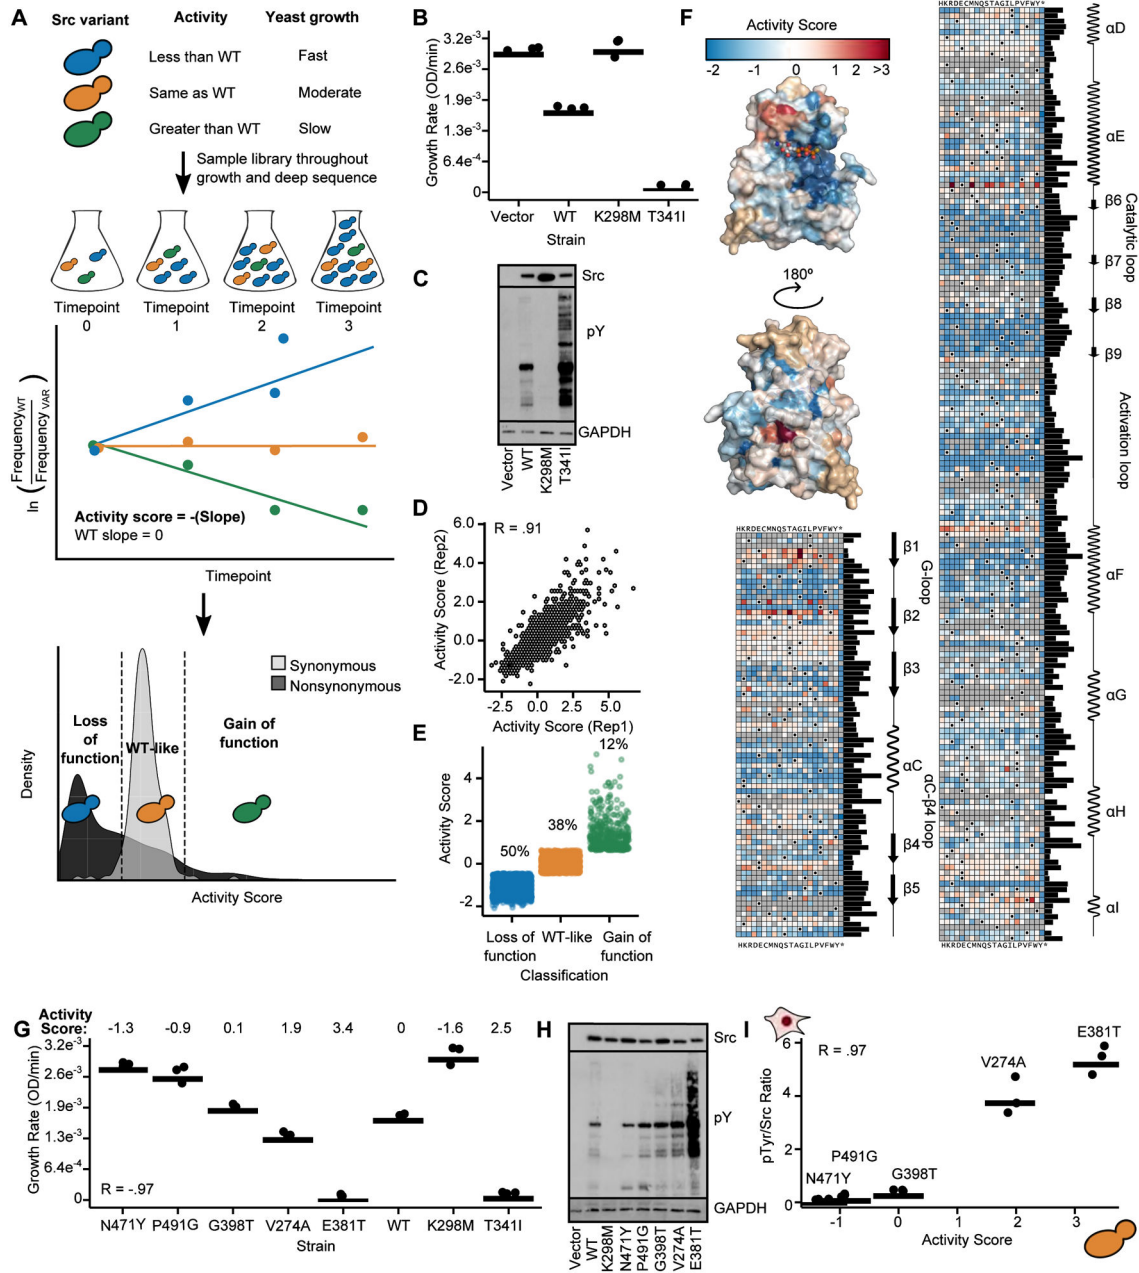 A
Src variant Activity Yeast growth
Less than WT Fast
Same as WT Moderate
Greater than WT Slow
Sample library throughout
growth and deep sequence
Timepoint Timepoint Timepoint Timepoint
0 1 2 3
ln ( FrequencyWT / FrequencyVAR )
Activity score = -(Slope)
WT slope = 0
Timepoint
Synonymous
Nonsynonymous
Loss
of
function
WT-like
Gain of
function
Density
Activity Score
B
Growth Rate (OD/min)
3.2e-3
2.6e-3
1.9e-3
1.3e-3
6.4e-4
0
Vector WT K298M T341I
Strain
C
Src
pY
GAPDH
Vector
WT
K298M
T341I
D
R = .91
Activity Score (Rep2)
6.0
4.0
2.0
0.0
-2.0
-2.5 0.0 2.5 5.0
Activity Score (Rep1)
E
Activity Score
4
2
0
-2
50%
38%
12%
Loss of
function
WT-like
Gain of
function
Classification
F
Activity Score
-2 -1 0 1 2 >3
180º
HKRDECMNQSTAGILPVFWY*
β1
G-loop
β2
β3
αC
αC-β4 loop
β4
β5
HKRDECMNQSTAGILPVFWY*
HKRDECMNQSTAGILPVFWY*
αD
αE
β6
Catalytic loop
β7
β8
β9
Activation loop
αF
αG
αH
αI
HKRDECMNQSTAGILPVFWY*
G
Activity
Score:
-1.3 -0.9 0.1 1.9 3.4 0 -1.6 2.5
Growth Rate (OD/min)
3.2e-3
2.6e-3
1.9e-3
1.3e-3
6.4e-4
0
R = -.97
N471Y P491G G398T V274A E381T WT K298M T341I
Strain
H
Src
pY
GAPDH
Vector
WT
K298M
N471Y
P491G
G398T
V274A
E381T
I
R = .97
pTyr/Src Ratio
6
4
2
0
E381T
V274A
P491G
N471Y
G398T
-1 0 1 2 3
Activity Score